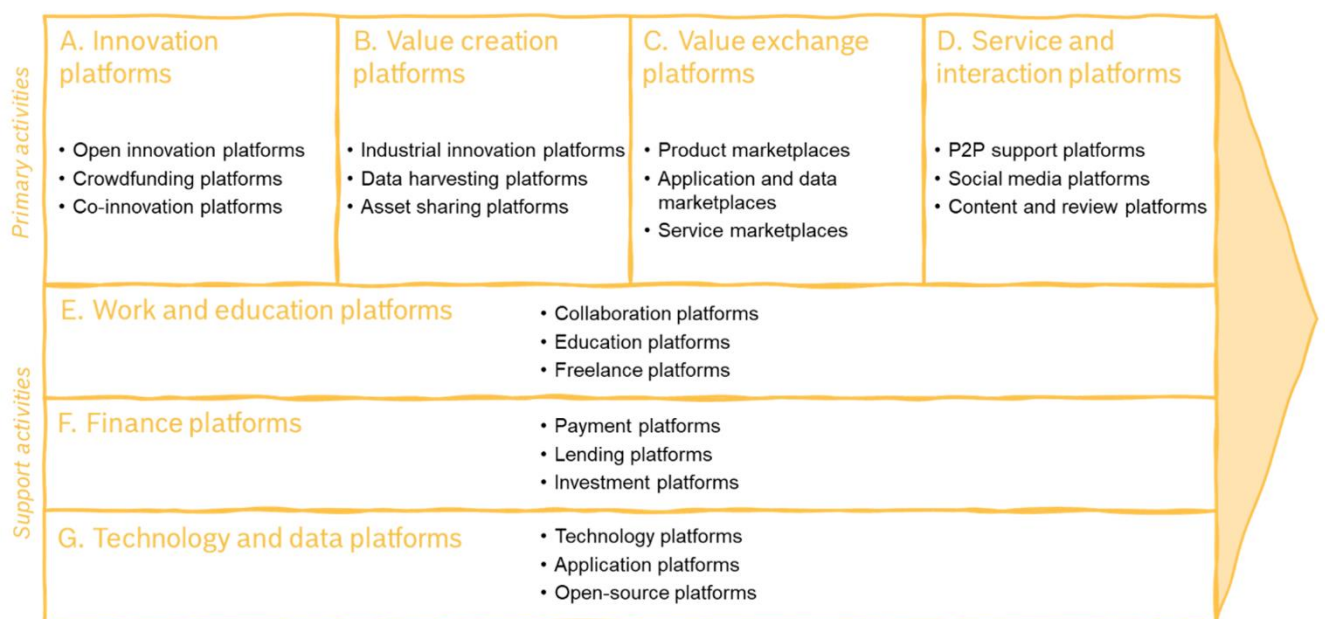 Primary activities
A. Innovation
platforms
• Open innovation platforms
• Crowdfunding platforms
• Co-innovation platforms
B. Value creation
platforms
• Industrial innovation platforms
• Data harvesting platforms
• Asset sharing platforms
C. Value exchange
platforms
• Product marketplaces
• Application and data
marketplaces
• Service marketplaces
D. Service and
interaction platforms
• P2P support platforms
• Social media platforms
• Content and review platforms
Support activities
E. Work and education platforms
• Collaboration platforms
• Education platforms
• Freelance platforms
F. Finance platforms
• Payment platforms
• Lending platforms
• Investment platforms
G. Technology and data platforms
• Technology platforms
• Application platforms
• Open-source platforms